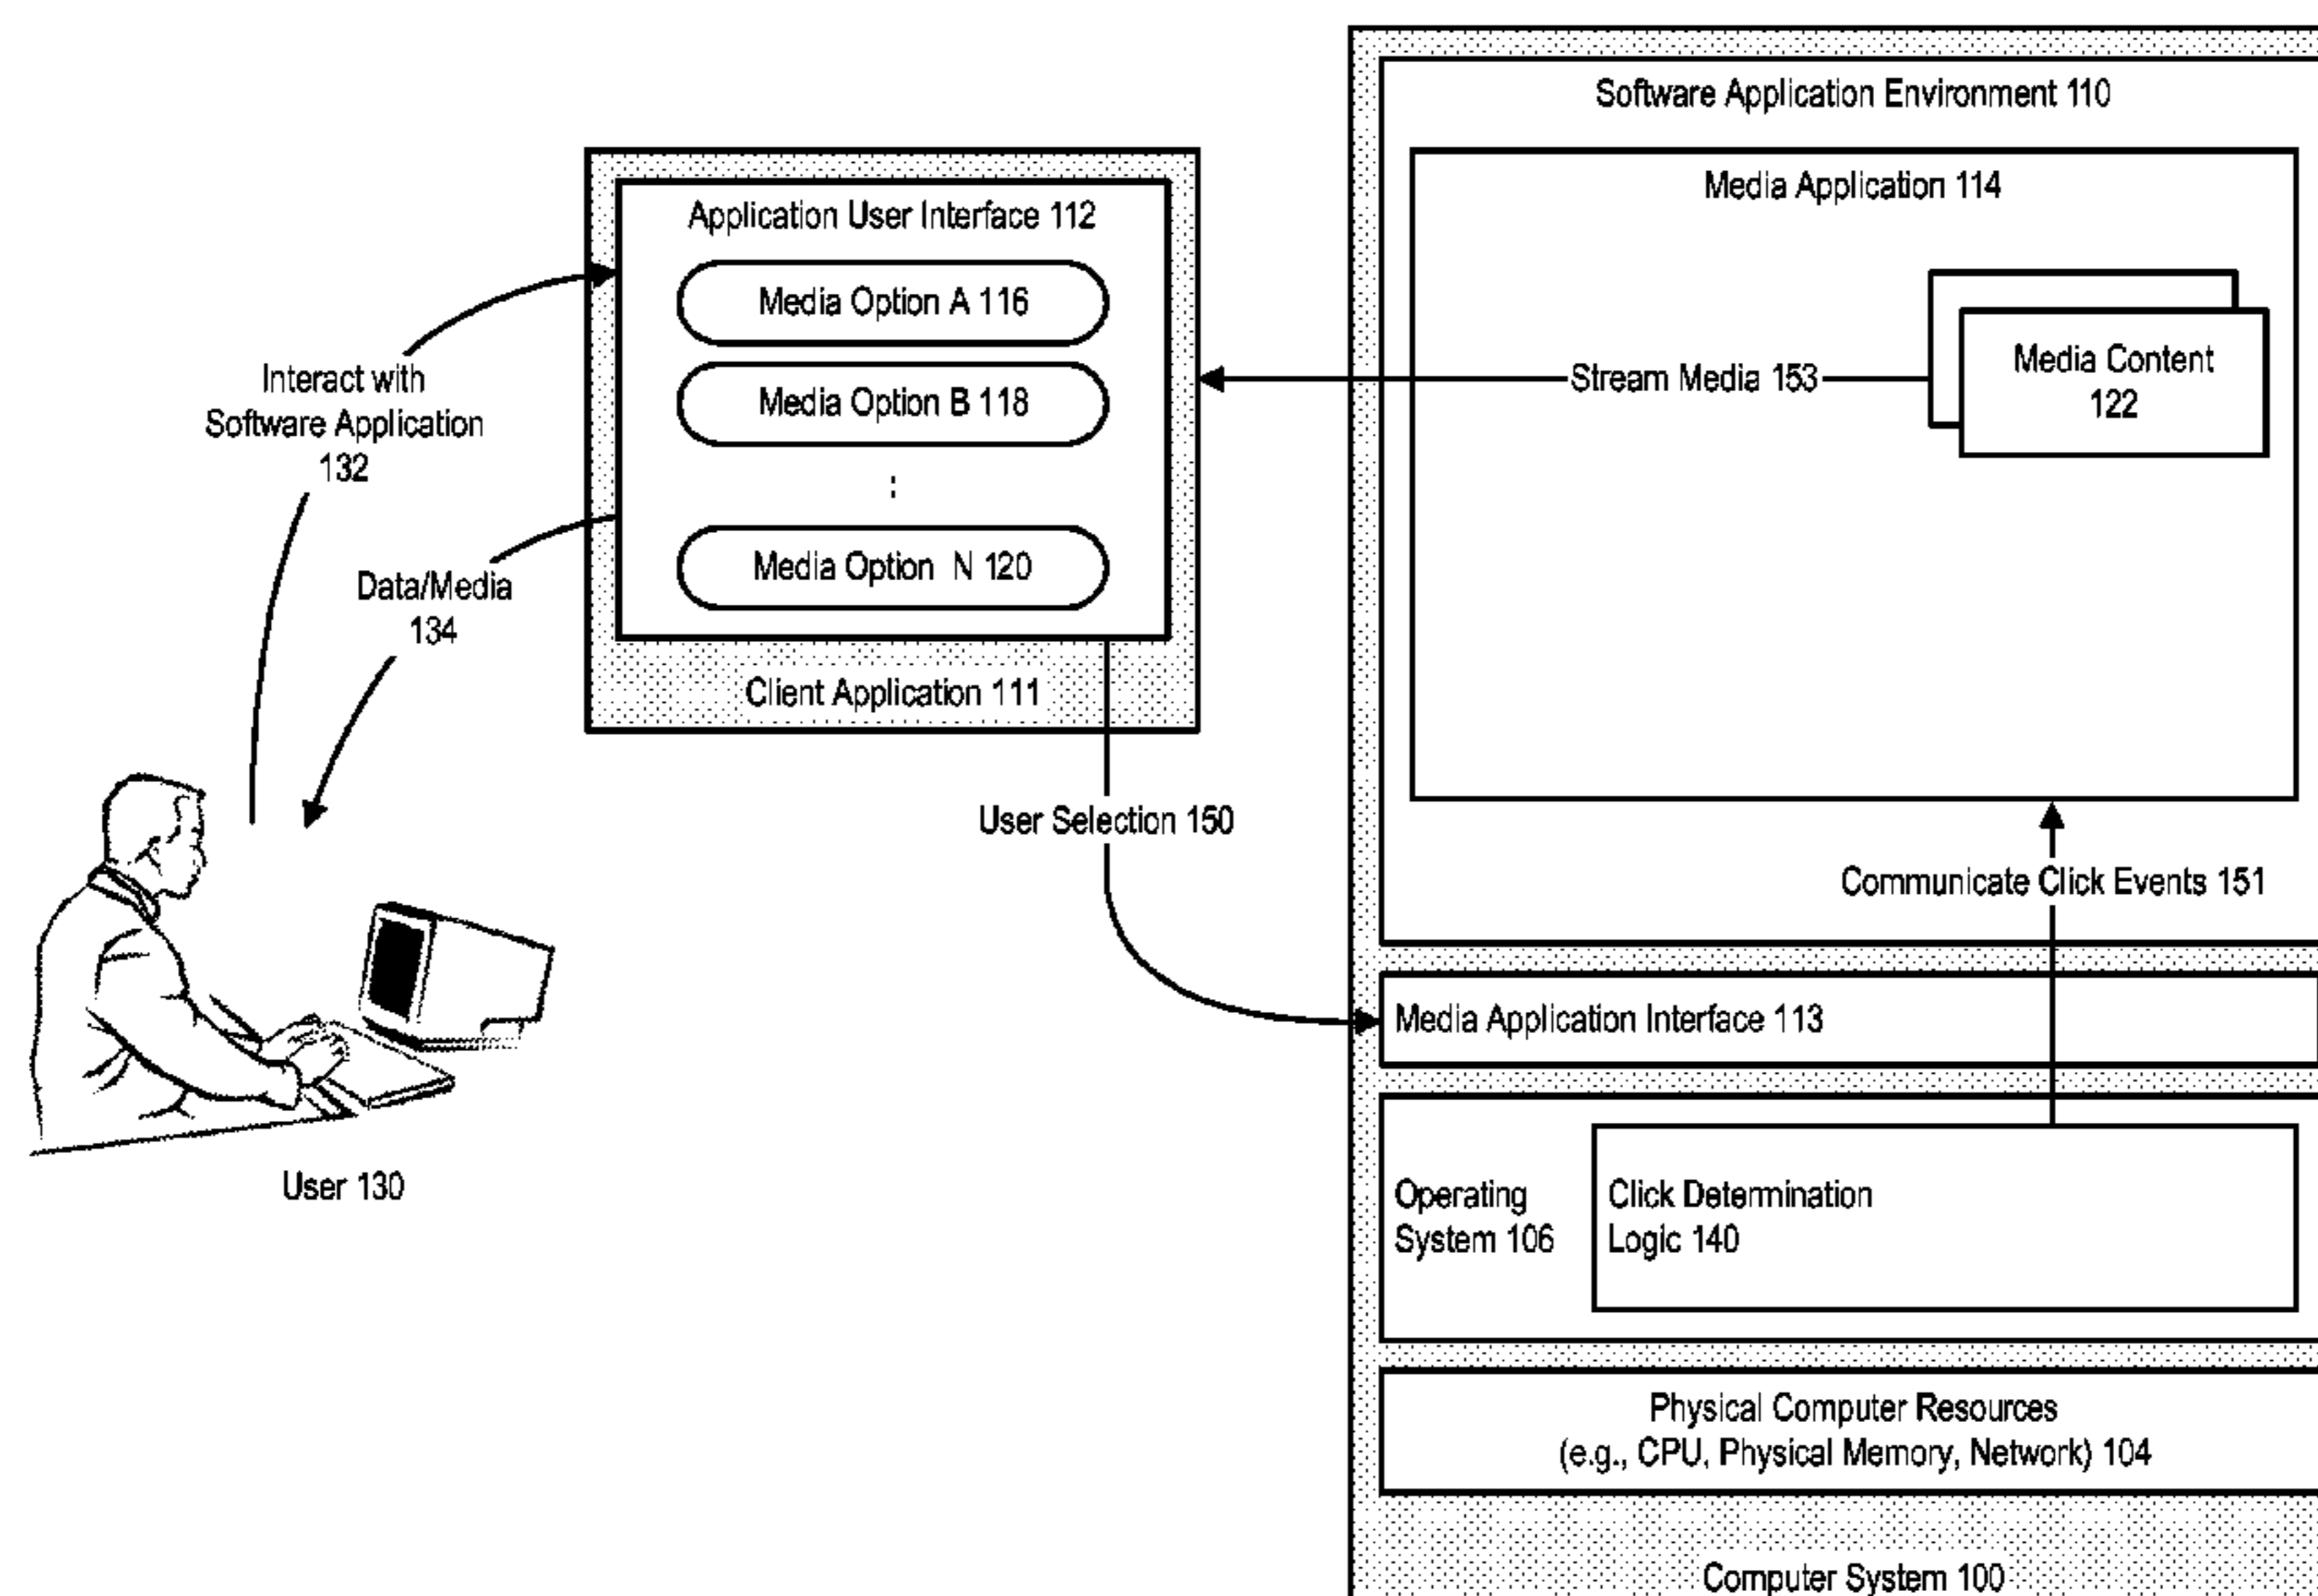 Software Application Environment 110
Media Application 114
Application User Interface 112
Media Option A 116
Media Option B 118
:
Media Option N 120
Client Application 111
Interact with
Software Application
132
Data/Media
134
Stream Media 153
Media Content
122
User Selection 150
Communicate Click Events 151
Media Application Interface 113
User 130
Operating
System 106
Click Determination
Logic 140
Physical Computer Resources
(e.g., CPU, Physical Memory, Network) 104
Computer System 100